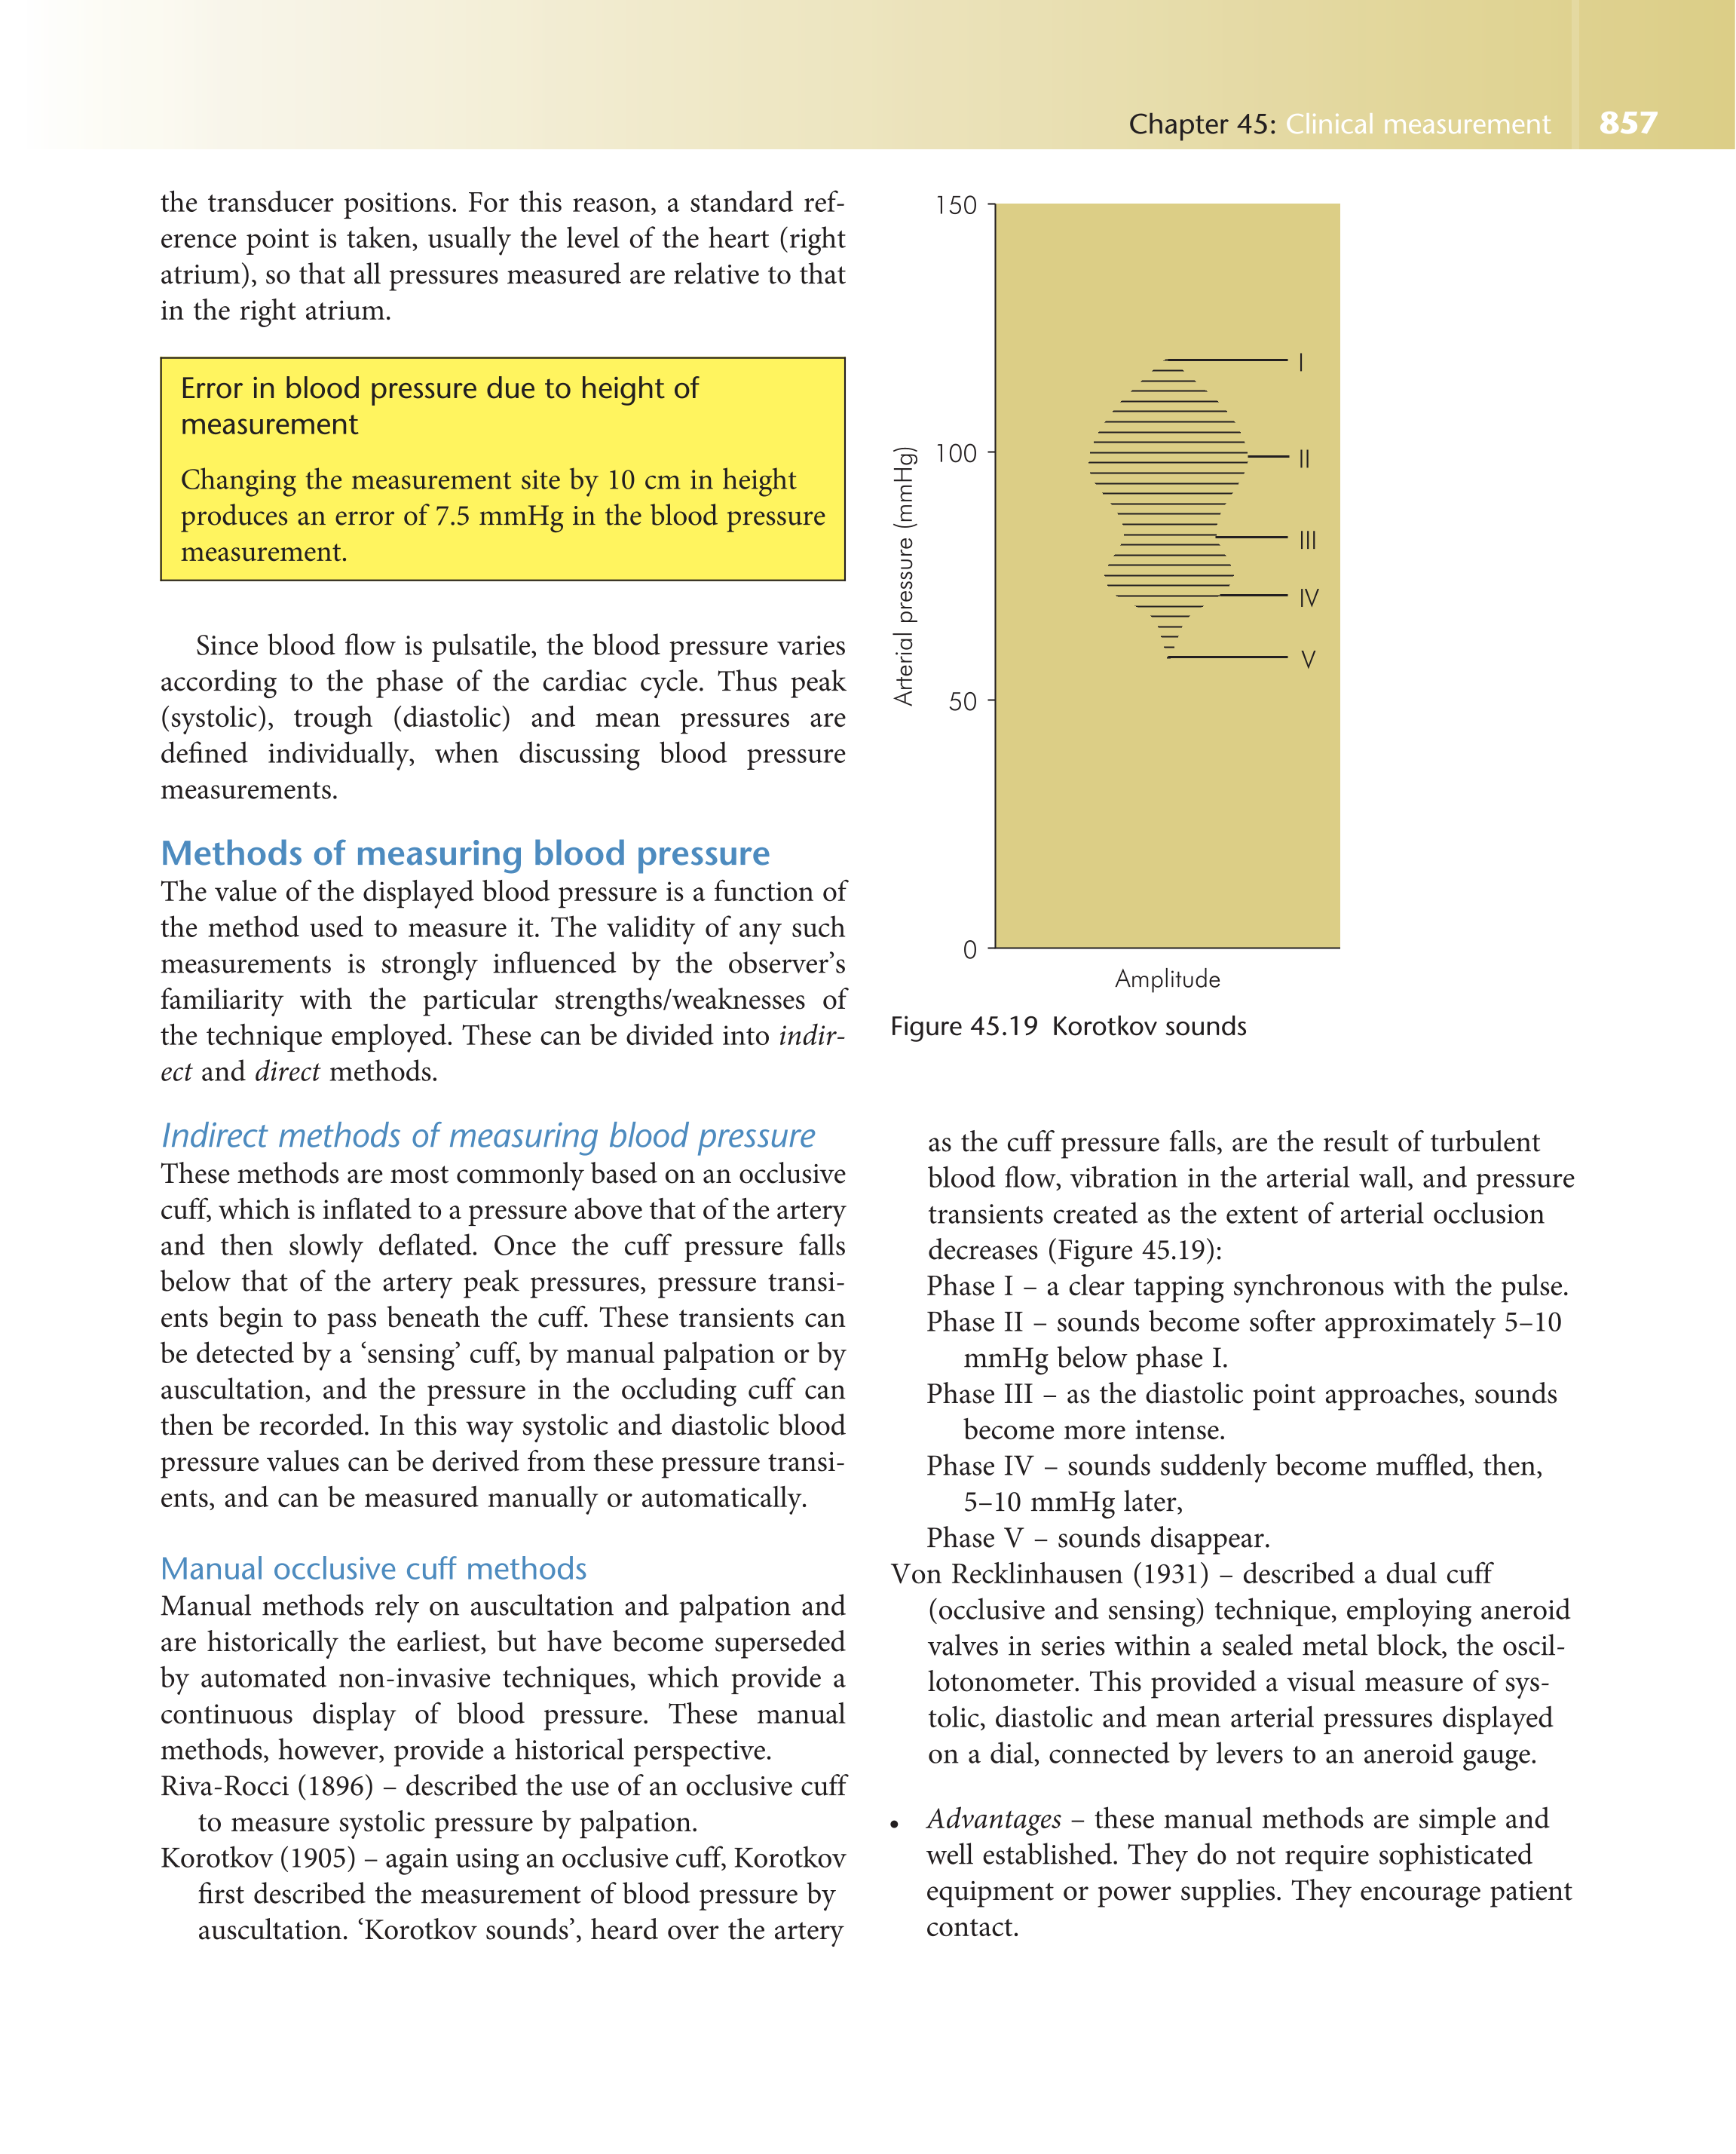 Chapter 45: Clinical measurement 857
the transducer positions. For this reason, a standard ref-
erence point is taken, usually the level of the heart (right
atrium), so that all pressures measured are relative to that
in the right atrium.
Error in blood pressure due to height of
measurement
Changing the measurement site by 10 cm in height
produces an error of 7.5 mmHg in the blood pressure
measurement.
Since blood flow is pulsatile, the blood pressure varies
according to the phase of the cardiac cycle. Thus peak
(systolic), trough (diastolic) and mean pressures are
defined individually, when discussing blood pressure
measurements.
Methods of measuring blood pressure
The value of the displayed blood pressure is a function of
the method used to measure it. The validity of any such
measurements is strongly influenced by the observer’s
familiarity with the particular strengths/weaknesses of
the technique employed. These can be divided into indir-
ect and direct methods.
Indirect methods of measuring blood pressure
These methods are most commonly based on an occlusive
cuff, which is inflated to a pressure above that of the artery
and then slowly deflated. Once the cuff pressure falls
below that of the artery peak pressures, pressure transi-
ents begin to pass beneath the cuff. These transients can
be detected by a ‘sensing’ cuff, by manual palpation or by
auscultation, and the pressure in the occluding cuff can
then be recorded. In this way systolic and diastolic blood
pressure values can be derived from these pressure transi-
ents, and can be measured manually or automatically.
Manual occlusive cuff methods
Manual methods rely on auscultation and palpation and
are historically the earliest, but have become superseded
by automated non-invasive techniques, which provide a
continuous display of blood pressure. These manual
methods, however, provide a historical perspective.
Riva-Rocci (1896) – described the use of an occlusive cuff
to measure systolic pressure by palpation.
Korotkov (1905) – again using an occlusive cuff, Korotkov
first described the measurement of blood pressure by
auscultation. ‘Korotkov sounds’, heard over the artery
150
100
50
0
Arterial pressure (mmHg)
I
II
III
IV
V
Amplitude
Figure 45.19 Korotkov sounds
as the cuff pressure falls, are the result of turbulent
blood flow, vibration in the arterial wall, and pressure
transients created as the extent of arterial occlusion
decreases (Figure 45.19):
Phase I – a clear tapping synchronous with the pulse.
Phase II – sounds become softer approximately 5–10
mmHg below phase I.
Phase III – as the diastolic point approaches, sounds
become more intense.
Phase IV – sounds suddenly become muffled, then,
5–10 mmHg later,
Phase V – sounds disappear.
Von Recklinhausen (1931) – described a dual cuff
(occlusive and sensing) technique, employing aneroid
valves in series within a sealed metal block, the oscil-
lotonometer. This provided a visual measure of sys-
tolic, diastolic and mean arterial pressures displayed
on a dial, connected by levers to an aneroid gauge.
• Advantages – these manual methods are simple and
well established. They do not require sophisticated
equipment or power supplies. They encourage patient
contact.